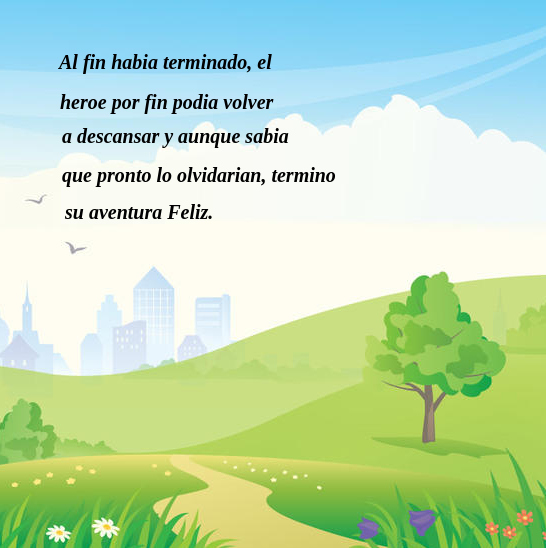 Al fin habia terminado, el
heroe por fin podia volver
a descansar y aunque sabia
que pronto lo olvidarian, termino
su aventura Feliz.